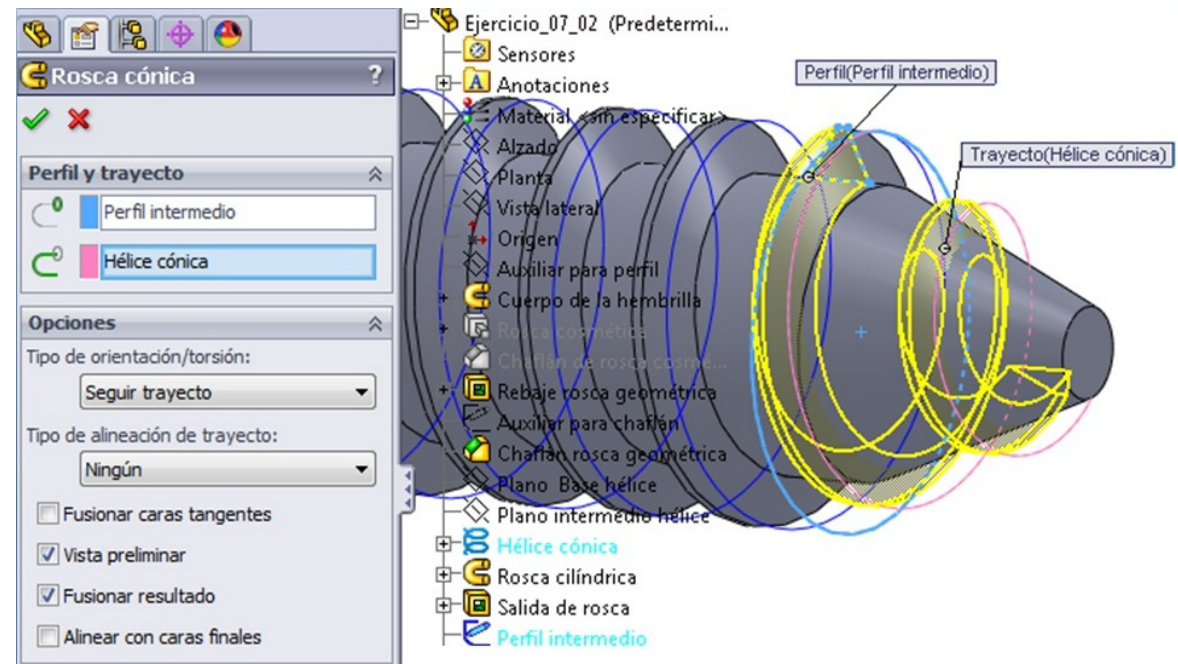 Rosca cónica ?
Perfil y trayecto
Perfil intermedio
Hélice cónica
Opciones
Tipo de orientación/torsión:
Seguir trayecto
Tipo de alineación de trayecto:
Ningún
Fusionar caras tangentes
Vista preliminar
Fusionar resultado
Alinear con caras finales
Ejercicio_07_02 (Predetermi...
Sensores
Anotaciones
Material <sin especificar>
Alzado
Planta
Vista lateral
Origen
Auxiliar para perfil
Cuerpo de la hembrilla
Rosca cosmética
Chaflán de rosca cosmé...
Rebaje rosca geométrica
Auxiliar para chaflán
Chaflán rosca geométrica
Plano Base hélice
Plano intermedio hélice
Hélice cónica
Rosca cilíndrica
Salida de rosca
Perfil intermedio
Perfil(Perfil intermedio)
Trayecto(Hélice cónica)